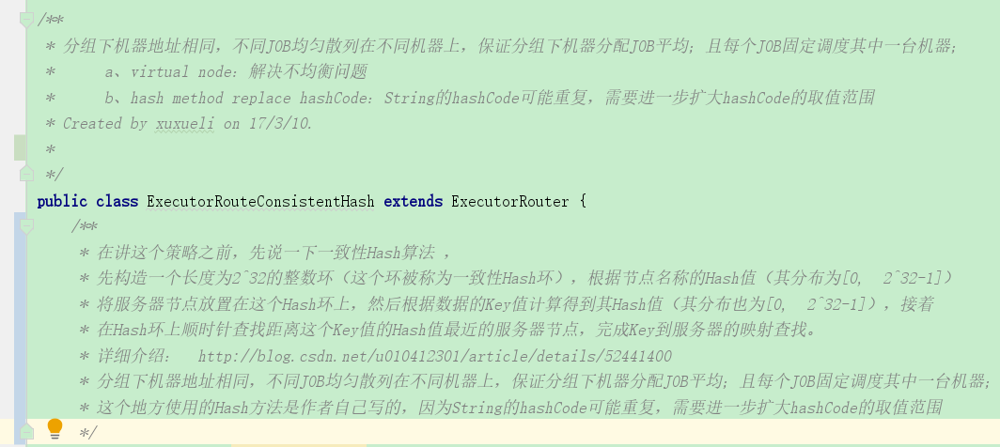 /**
 * 分组下机器地址相同，不同JOB均匀散列在不同机器上，保证分组下机器分配JOB平均；且每个JOB固定调度其中一台机器；
 *      a、virtual node：解决不均衡问题
 *      b、hash method replace hashCode：String的hashCode可能重复，需要进一步扩大hashCode的取值范围
 * Created by xuxueli on 17/3/10.
 *
 */
public class ExecutorRouteConsistentHash extends ExecutorRouter {
    /**
     * 在讲这个策略之前，先说一下一致性Hash算法 ，
     * 先构造一个长度为2^32的整数环（这个环被称为一致性Hash环），根据节点名称的Hash值（其分布为[0,  2^32-1]）
     * 将服务器节点放置在这个Hash环上，然后根据数据的Key值计算得到其Hash值（其分布也为[0,  2^32-1]），接着
     * 在Hash环上顺时针查找距离这个Key值的Hash值最近的服务器节点，完成Key到服务器的映射查找。
     * 详细介绍：  http://blog.csdn.net/u010412301/article/details/52441400
     * 分组下机器地址相同，不同JOB均匀散列在不同机器上，保证分组下机器分配JOB平均；且每个JOB固定调度其中一台机器；
     * 这个地方使用的Hash方法是作者自己写的，因为String的hashCode可能重复，需要进一步扩大hashCode的取值范围
     */